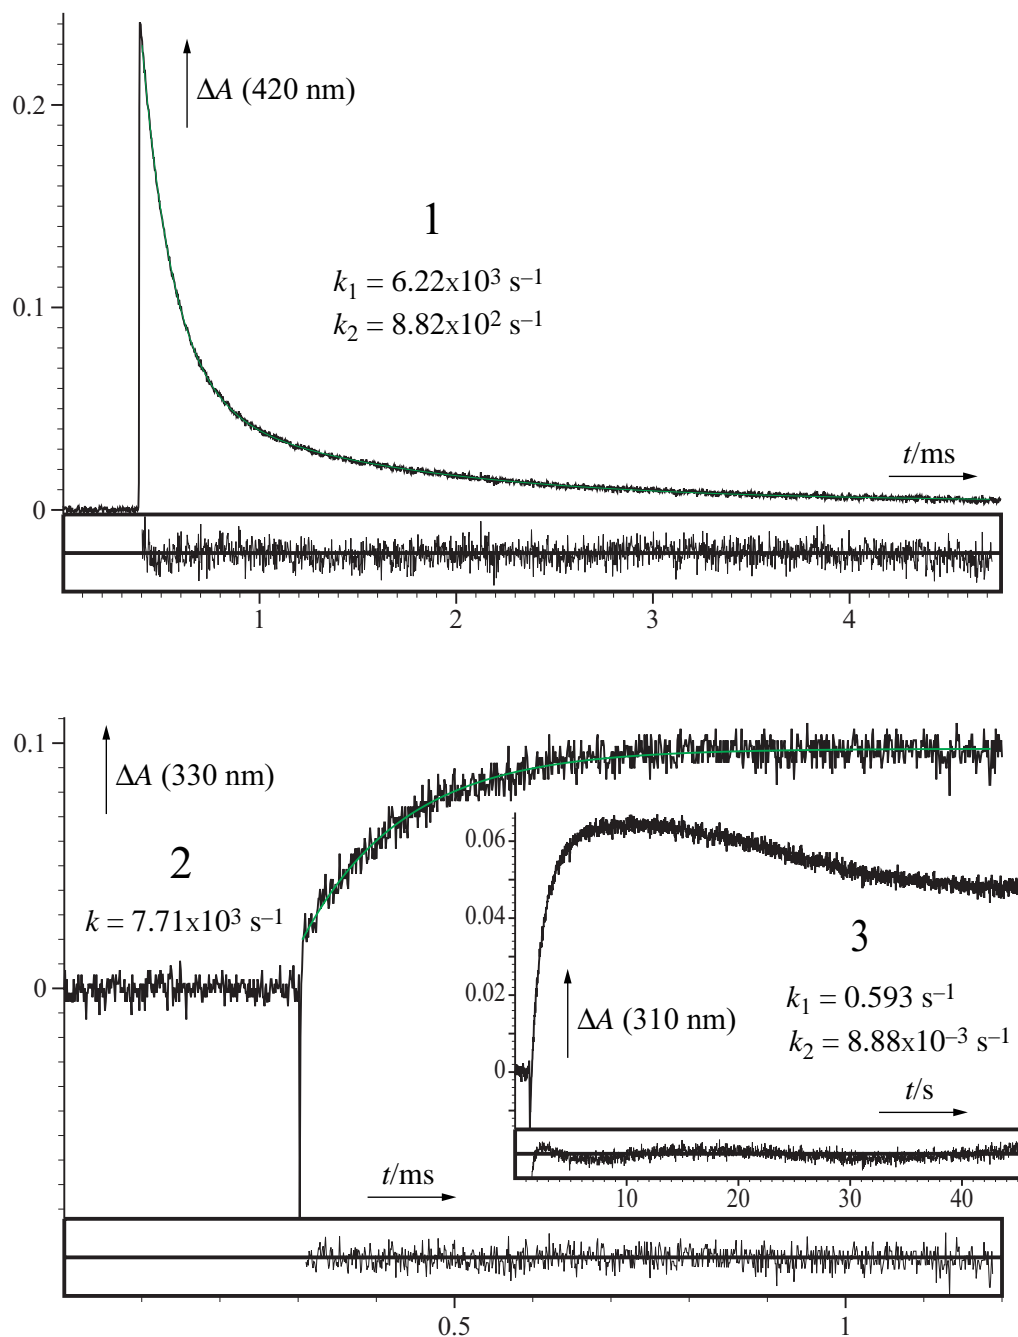 ΔA (420 nm)
0.2
1
k₁ = 6.22x10³ s⁻¹
0.1
k₂ = 8.82x10² s⁻¹
t/ms
0
1 2 3 4
0.1
ΔA (330 nm)
2
0.06
k = 7.71x10³ s⁻¹
0.04
3
0
0.02
k₁ = 0.593 s⁻¹
ΔA (310 nm)
k₂ = 8.88x10⁻³ s⁻¹
0
t/s
t/ms
10 20 30 40
0.5 1